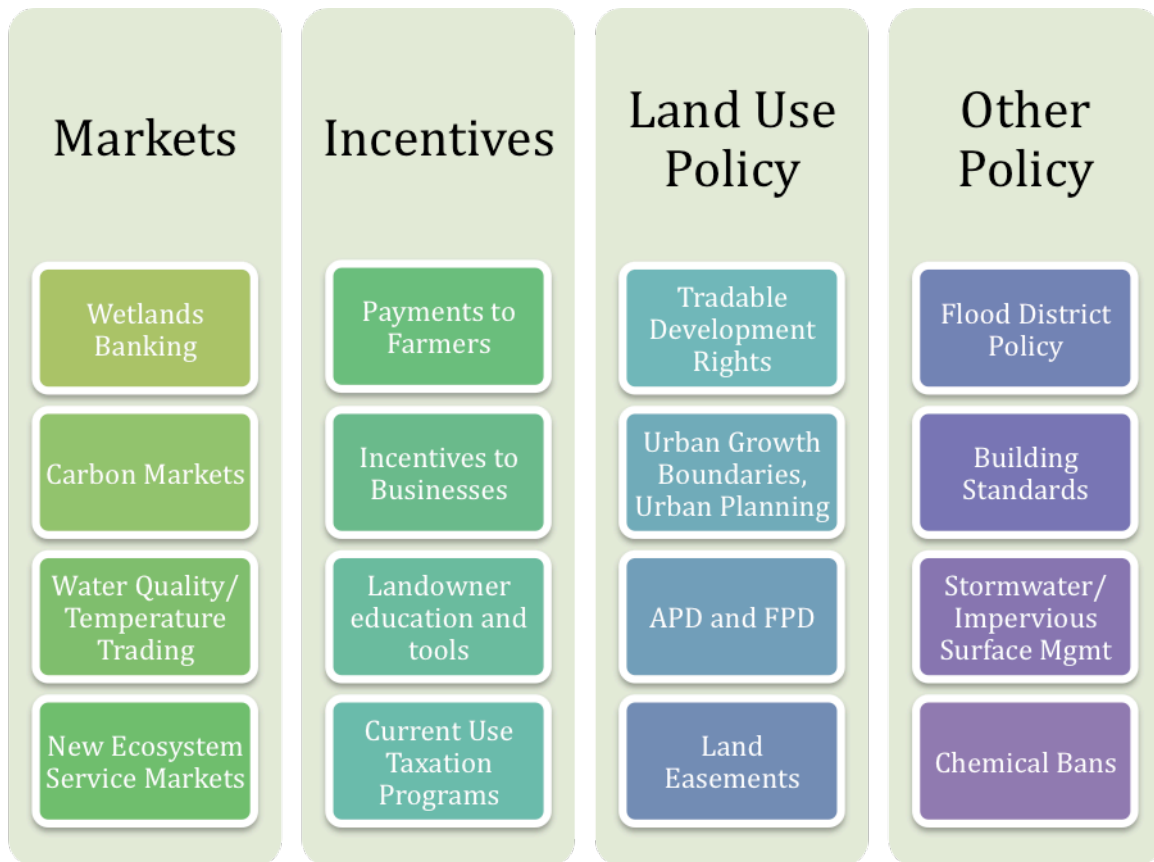 Markets
Wetlands
Banking
Carbon Markets
Water Quality/
Temperature
Trading
New Ecosystem
Service Markets
Incentives
Payments to
Farmers
Incentives to
Businesses
Landowner
education and
tools
Current Use
Taxation
Programs
Land Use
Policy
Tradable
Development
Rights
Urban Growth
Boundaries,
Urban Planning
APD and FPD
Land
Easements
Other
Policy
Flood District
Policy
Building
Standards
Stormwater/
Impervious
Surface Mgmt
Chemical Bans